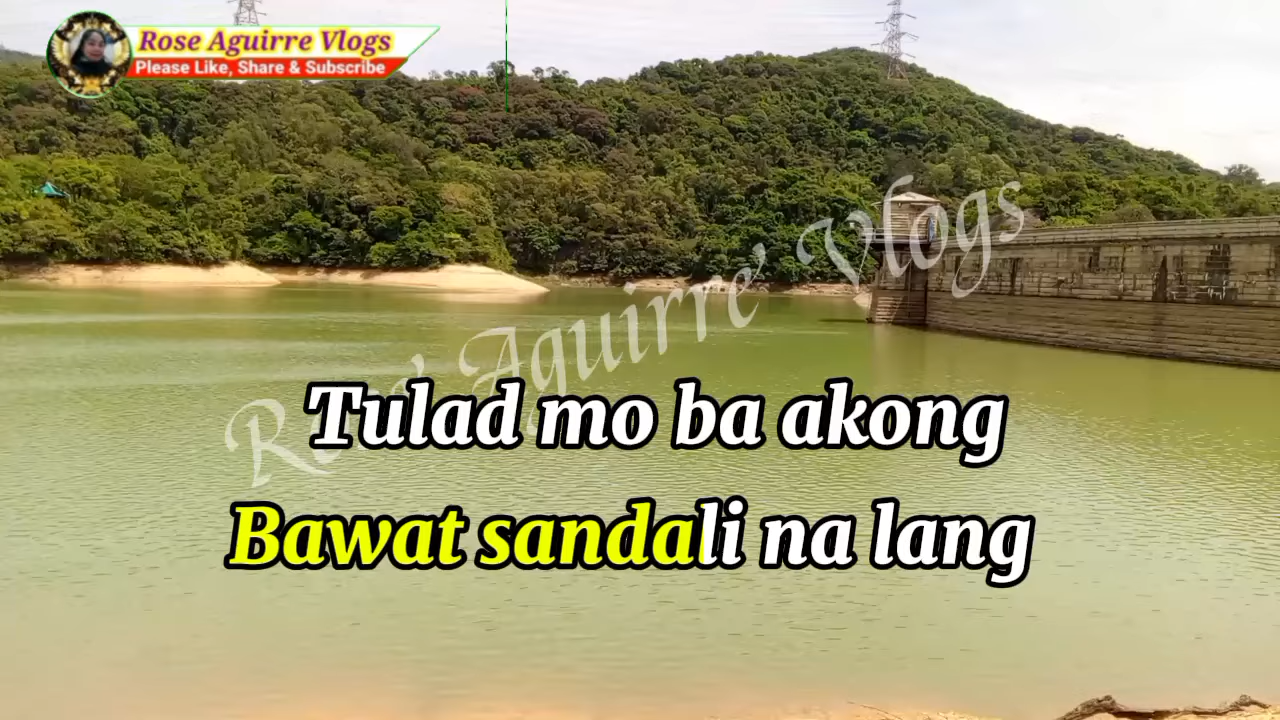 Rose Aguirre Vlogs
Please Like, Share & Subscribe
Rose' Aguirre' Vlogs
Tulad mo ba akong
Bawat sandali na lang